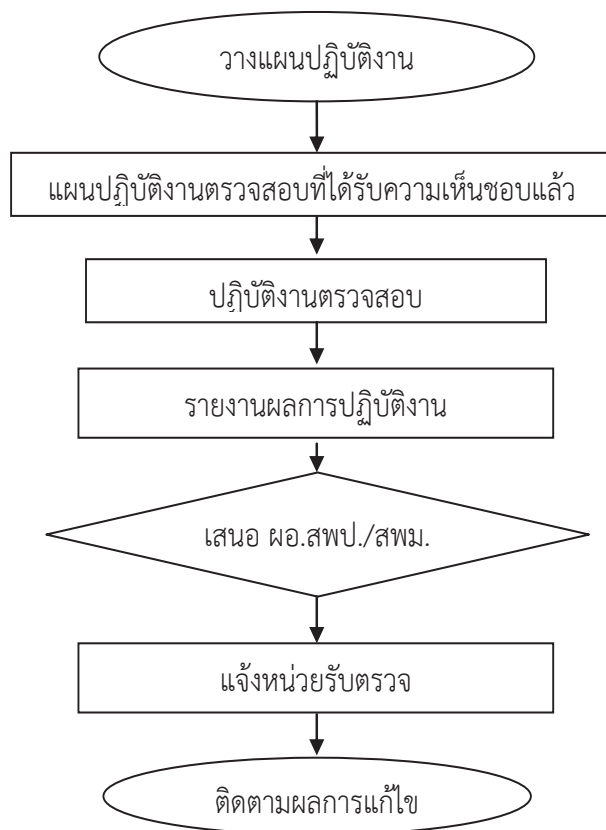 วางแผนปฏิบัติงาน
แผนปฏิบัติงานตรวจสอบที่ได้รับความเห็นชอบแล้ว
ปฏิบัติงานตรวจสอบ
รายงานผลการปฏิบัติงาน
เสนอ ผอ.สพป./สพม.
แจ้งหน่วยรับตรวจ
ติดตามผลการแก้ไข